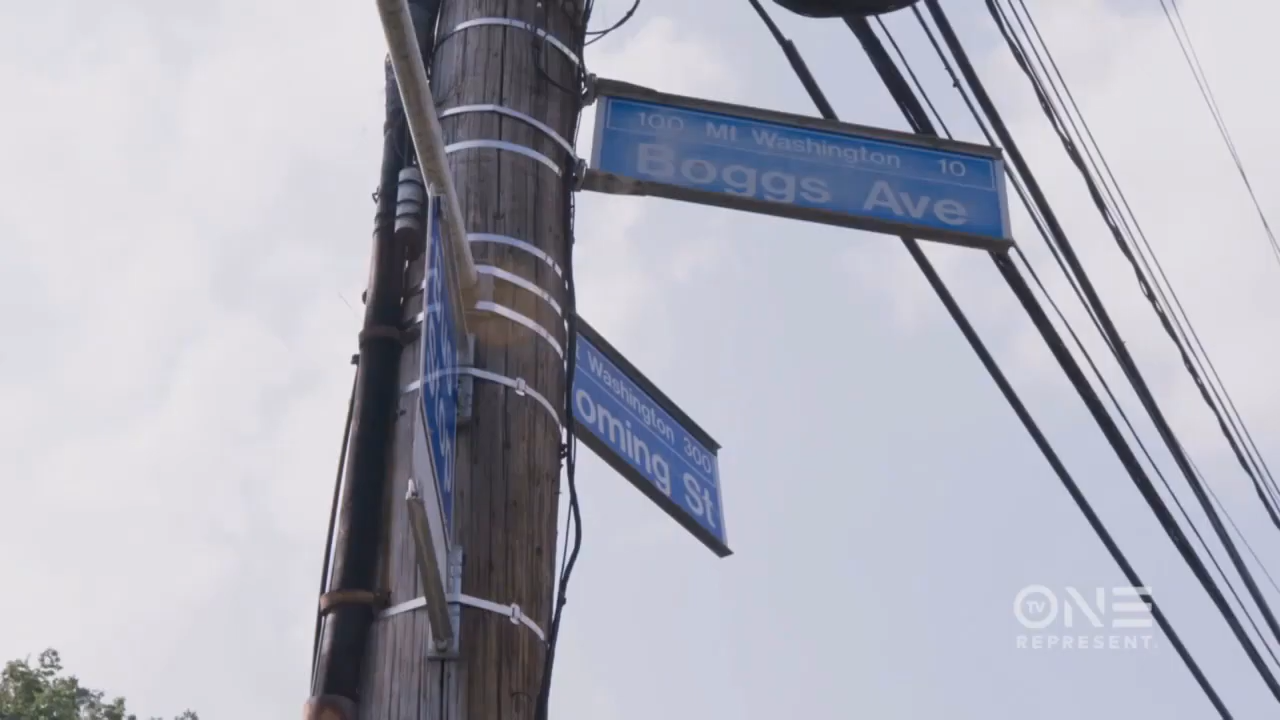 100 Mt Washington 10
Boggs Ave
Washington 300
oming St
TV ONE
REPRESENT.